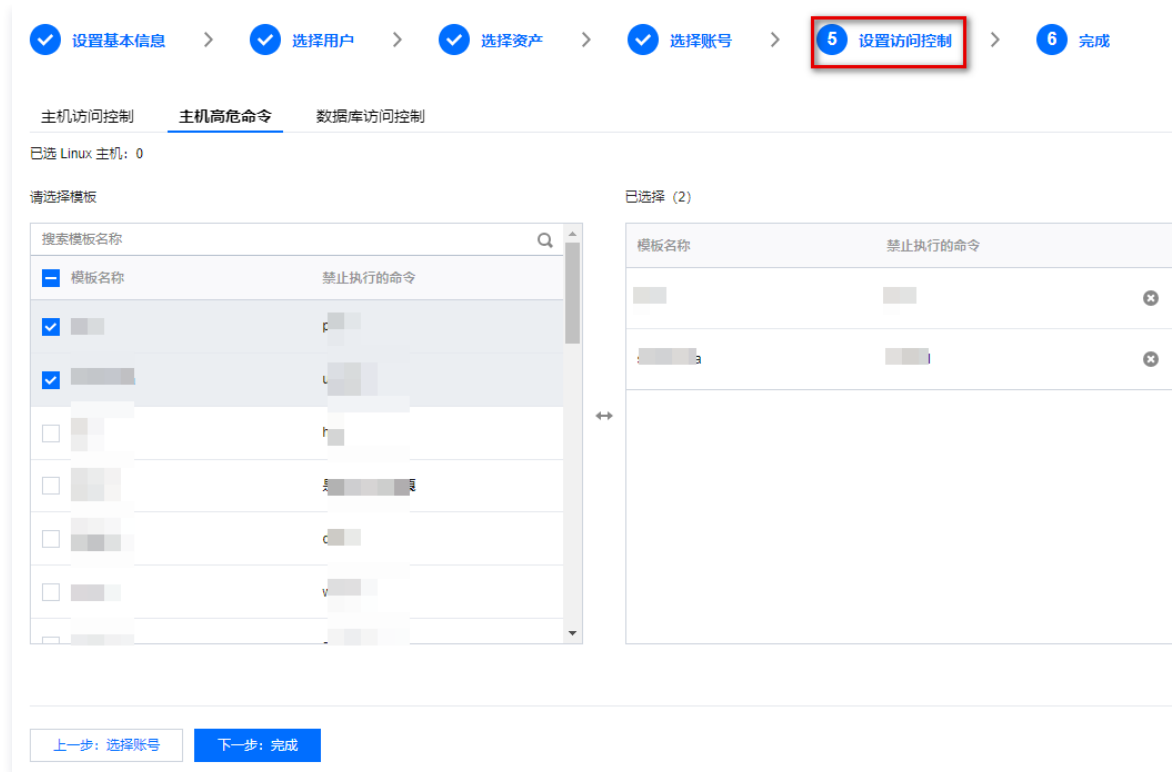 设置基本信息 选择用户 选择资产 选择账号 5 设置访问控制 6 完成
主机访问控制 主机高危命令 数据库访问控制
已选 Linux 主机：0
请选择模板 已选择（2）
搜索模板名称
模板名称 禁止执行的命令
模板名称 禁止执行的命令
上一步：选择账号 下一步：完成